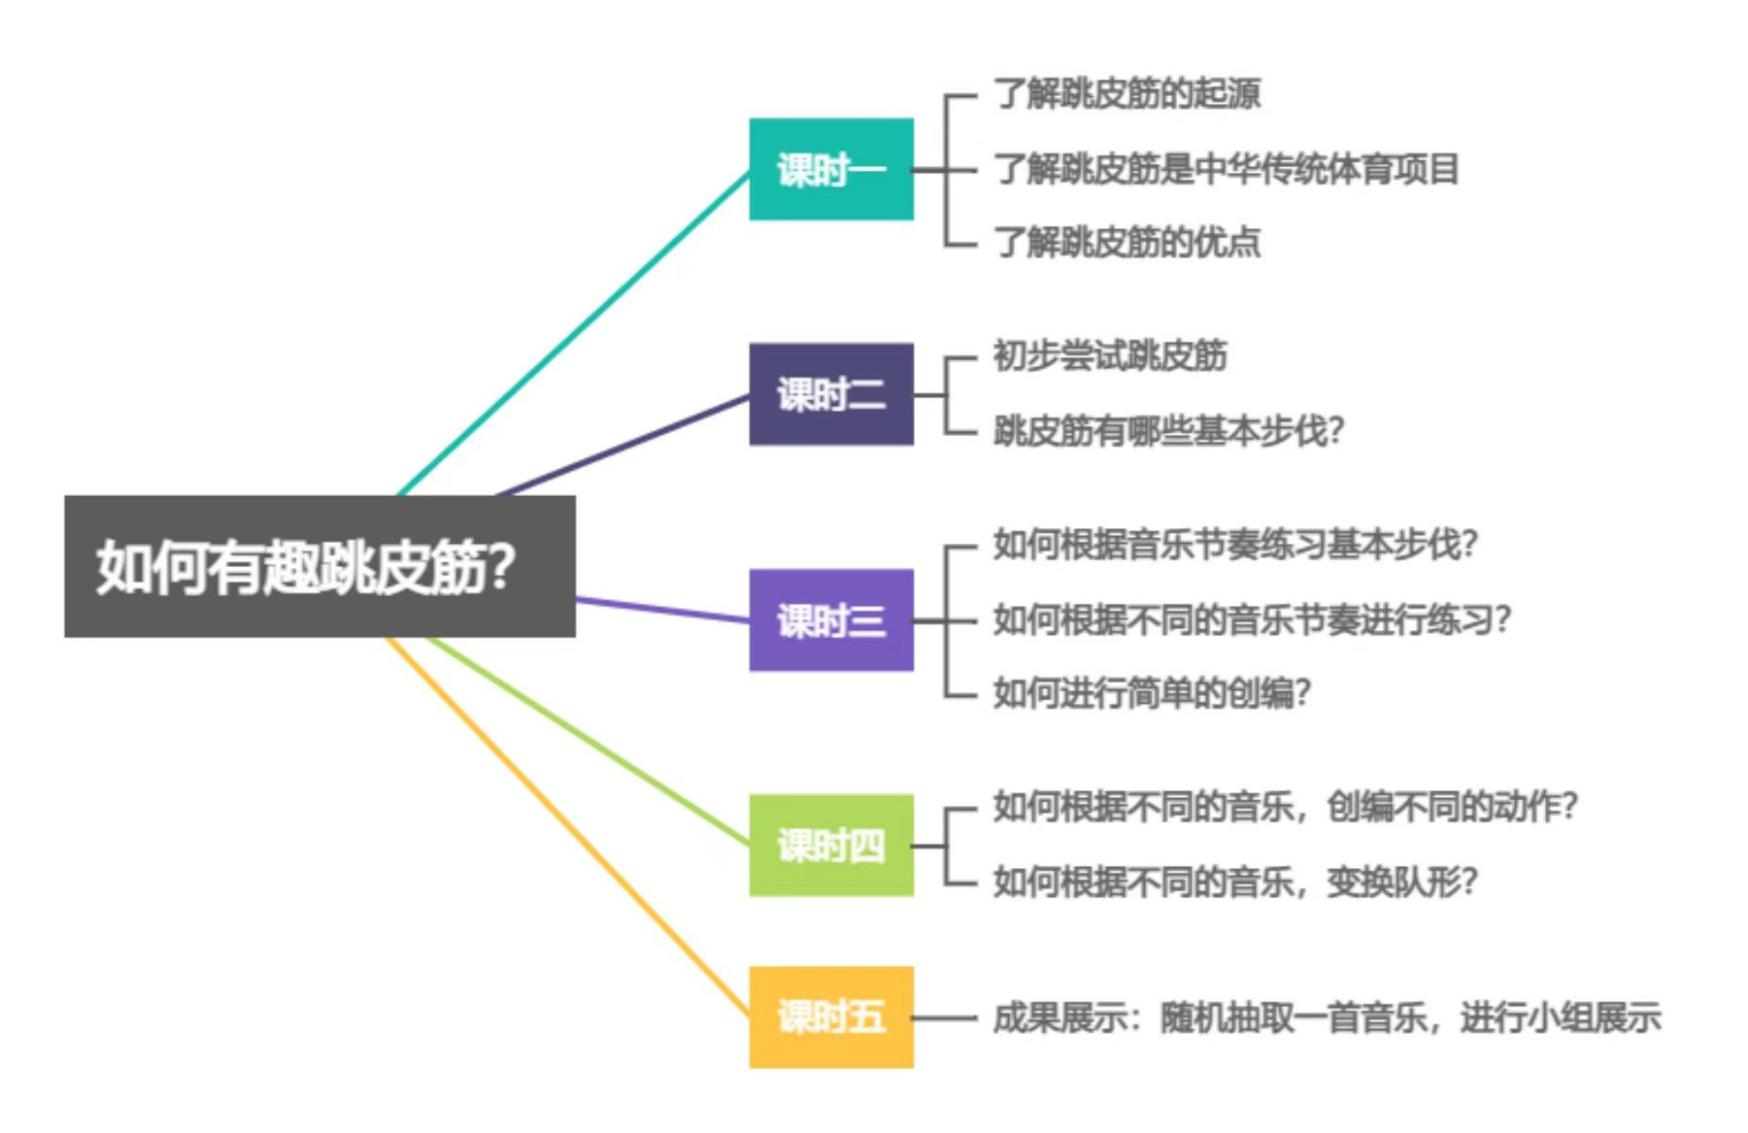 如何有趣跳皮筋？
课时一
了解跳皮筋的起源
了解跳皮筋是中华传统体育项目
了解跳皮筋的优点
课时二
初步尝试跳皮筋
跳皮筋有哪些基本步伐？
课时三
如何根据音乐节奏练习基本步伐？
如何根据不同的音乐节奏进行练习？
如何进行简单的创编？
课时四
如何根据不同的音乐，创编不同的动作？
如何根据不同的音乐，变换队形？
课时五
成果展示：随机抽取一首音乐，进行小组展示